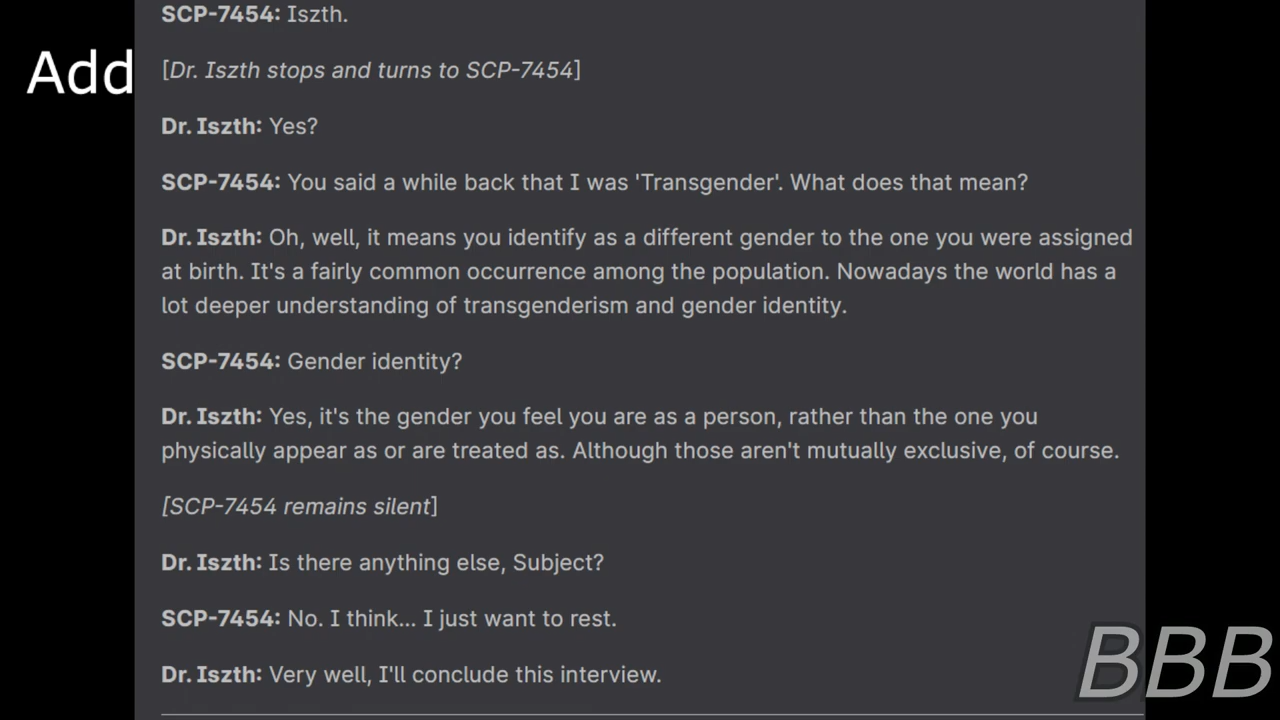 SCP-7454: Iszth.
Add
[Dr. Iszth stops and turns to SCP-7454]
Dr. Iszth: Yes?
SCP-7454: You said a while back that I was 'Transgender'. What does that mean?
Dr. Iszth: Oh, well, it means you identify as a different gender to the one you were assigned
at birth. It's a fairly common occurrence among the population. Nowadays the world has a
lot deeper understanding of transgenderism and gender identity.
SCP-7454: Gender identity?
Dr. Iszth: Yes, it's the gender you feel you are as a person, rather than the one you
physically appear as or are treated as. Although those aren't mutually exclusive, of course.
[SCP-7454 remains silent]
Dr. Iszth: Is there anything else, Subject?
SCP-7454: No. I think... I just want to rest.
Dr. Iszth: Very well, I'll conclude this interview.
BBB